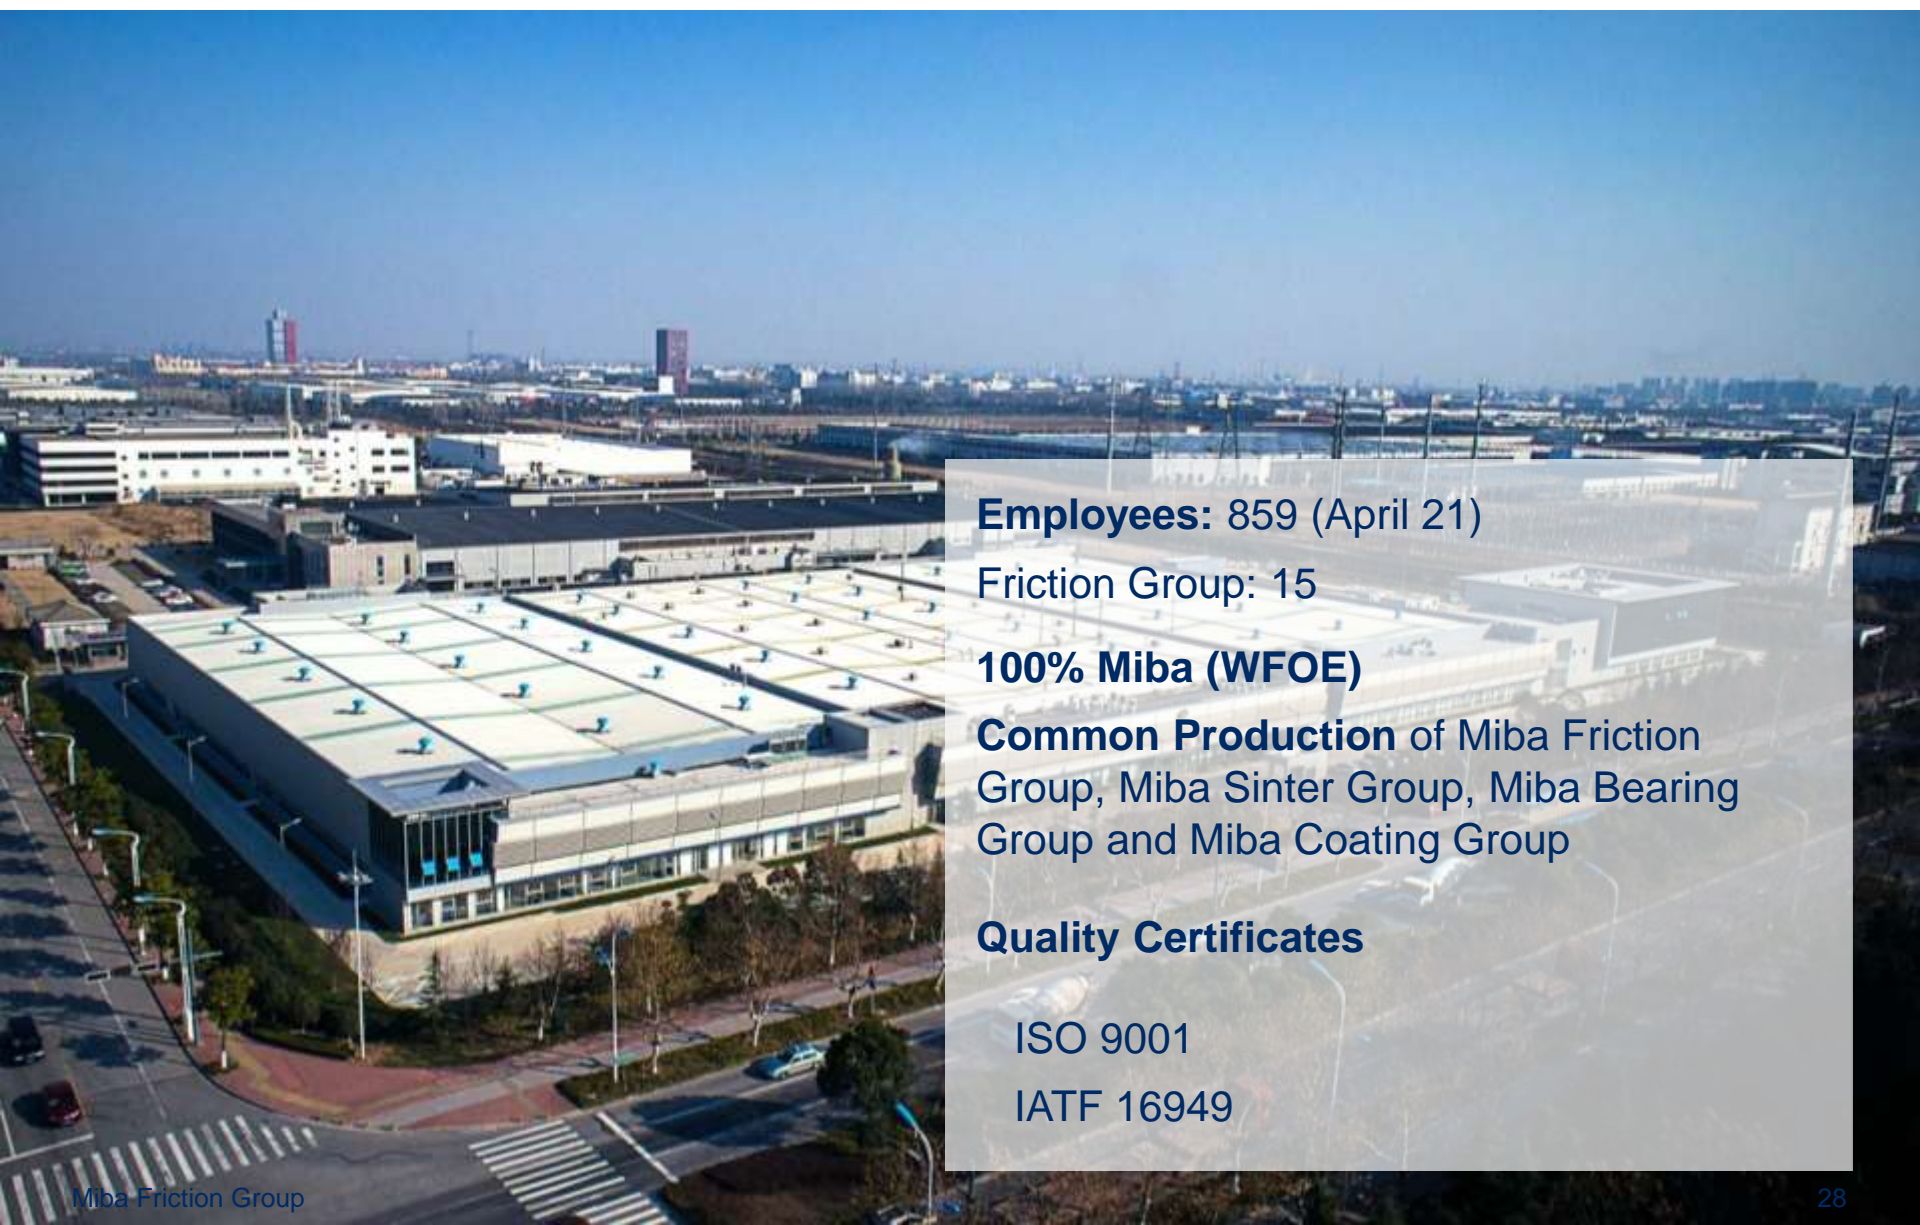 Employees: 859 (April 21)
Friction Group: 15
100% Miba (WFOE)
Common Production of Miba Friction
Group, Miba Sinter Group, Miba Bearing
Group and Miba Coating Group
Quality Certificates
ISO 9001
IATF 16949
Miba Friction Group
28